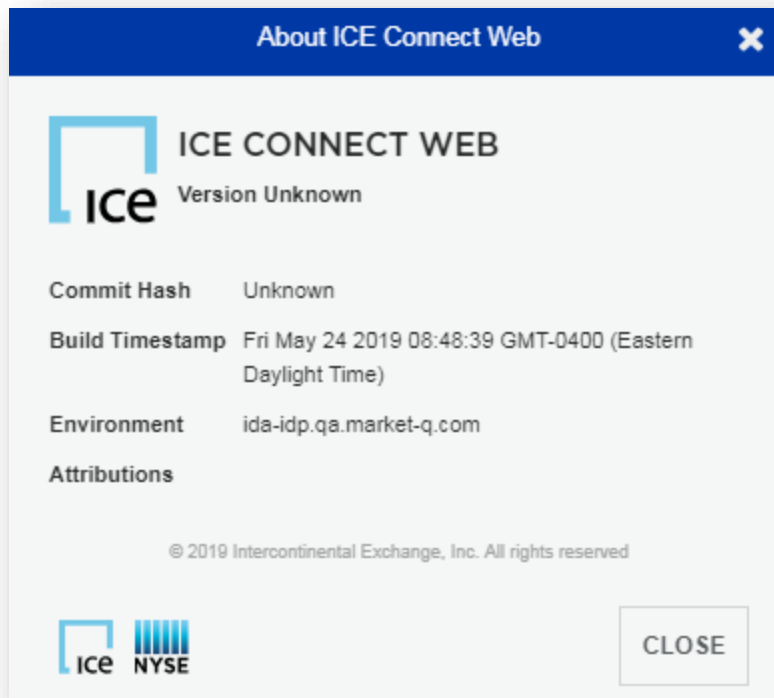 About ICE Connect Web
ice
ICE CONNECT WEB
Version Unknown
Commit Hash Unknown
Build Timestamp Fri May 24 2019 08:48:39 GMT-0400 (Eastern
Daylight Time)
Environment ida-idp.qa.market-q.com
Attributions
© 2019 Intercontinental Exchange, Inc. All rights reserved
ice NYSE
CLOSE